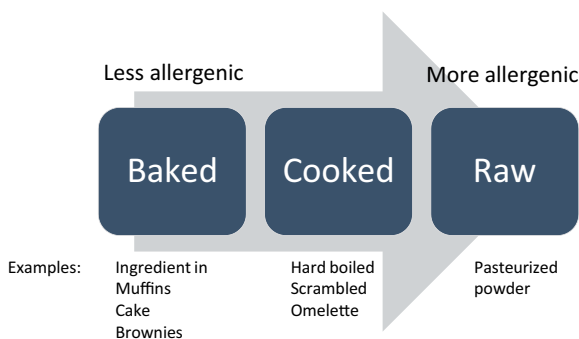 Less allergenic
More allergenic
Baked
Cooked
Raw
Examples:
Ingredient in
Muffins
Cake
Brownies
Hard boiled
Scrambled
Omelette
Pasteurized
powder